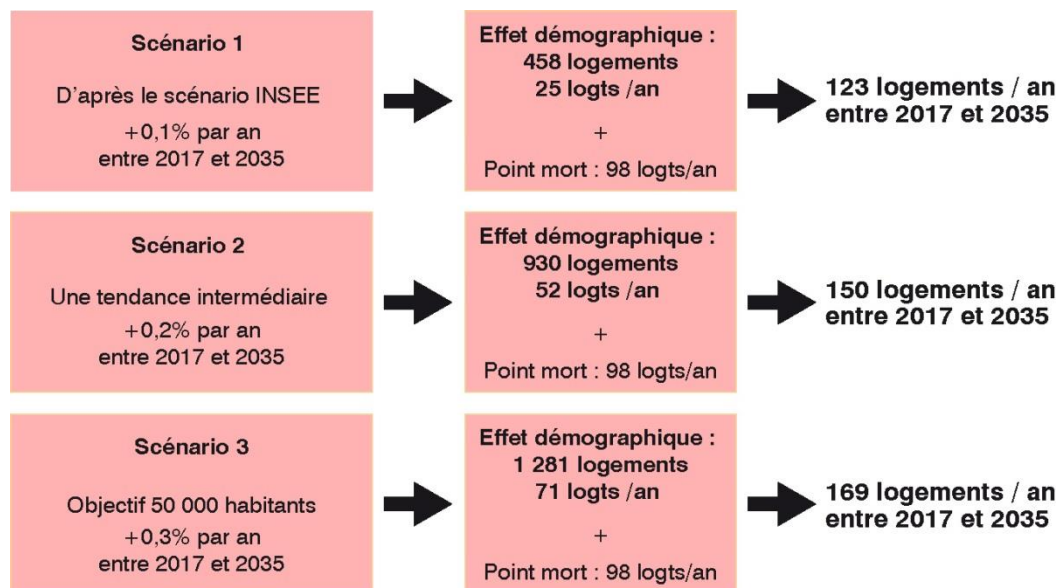 Scénario 1
D'après le scénario INSEE
+0,1% par an
entre 2017 et 2035
Effet démographique :
458 logements
25 logts /an
+
Point mort : 98 logts/an
123 logements / an
entre 2017 et 2035
Scénario 2
Une tendance intermédiaire
+0,2% par an
entre 2017 et 2035
Effet démographique :
930 logements
52 logts /an
+
Point mort : 98 logts/an
150 logements / an
entre 2017 et 2035
Scénario 3
Objectif 50 000 habitants
+0,3% par an
entre 2017 et 2035
Effet démographique :
1 281 logements
71 logts /an
+
Point mort : 98 logts/an
169 logements / an
entre 2017 et 2035